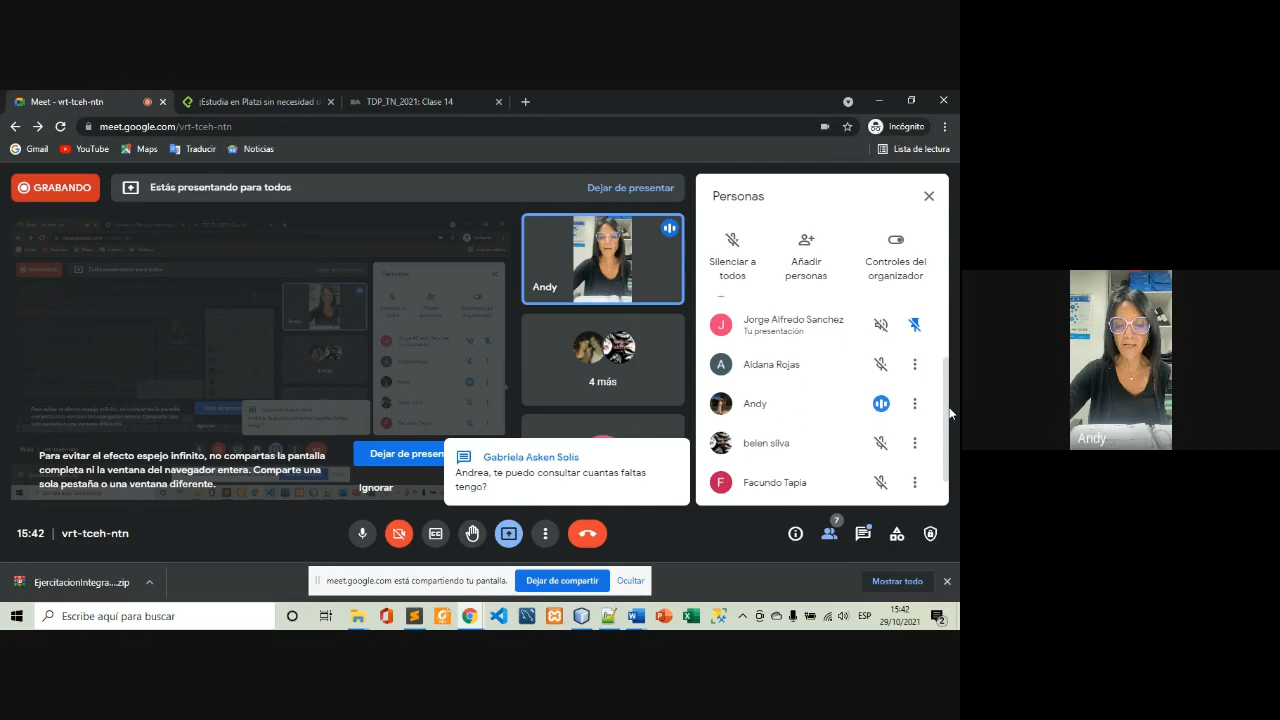 Meet - vrt-tceh-ntn
¡Estudia en Platzi sin necesidad d
TDP_TN_2021: Clase 14
meet.google.com/vrt-tceh-ntn
Incógnito
Gmail
YouTube
Maps
Traducir
Noticias
Lista de lectura
GRABANDO
Estás presentando para todos
Dejar de presentar
Personas
Silenciar a
todos
Añadir
personas
Controles del
organizador
Andy
4 más
Jorge Alfredo Sanchez
Tu presentación
A
Aldana Rojas
Andy
belen silva
F
Facundo Tapia
Para evitar el efecto espejo infinito, no compartas la pantalla
completa ni la ventana del navegador entera. Comparte una
sola pestaña o una ventana diferente.
Dejar de presen
Ignorar
Gabriela Asken Solís
Andrea, te puedo consultar cuantas faltas
tengo?
Andy
15:42 | vrt-tceh-ntn
7
EjercitacionIntegra....zip
meet.google.com está compartiendo tu pantalla.
Dejar de compartir
Ocultar
Mostrar todo
Escribe aquí para buscar
ESP
15:42
29/10/2021
2